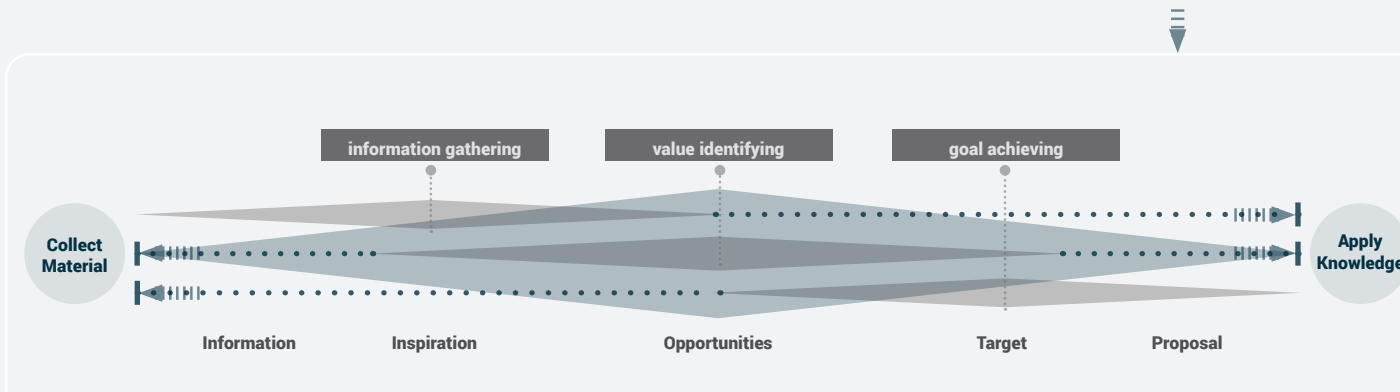 information gathering
value identifying
goal achieving
Collect
Material
Apply
Knowledge
Information
Inspiration
Opportunities
Target
Proposal